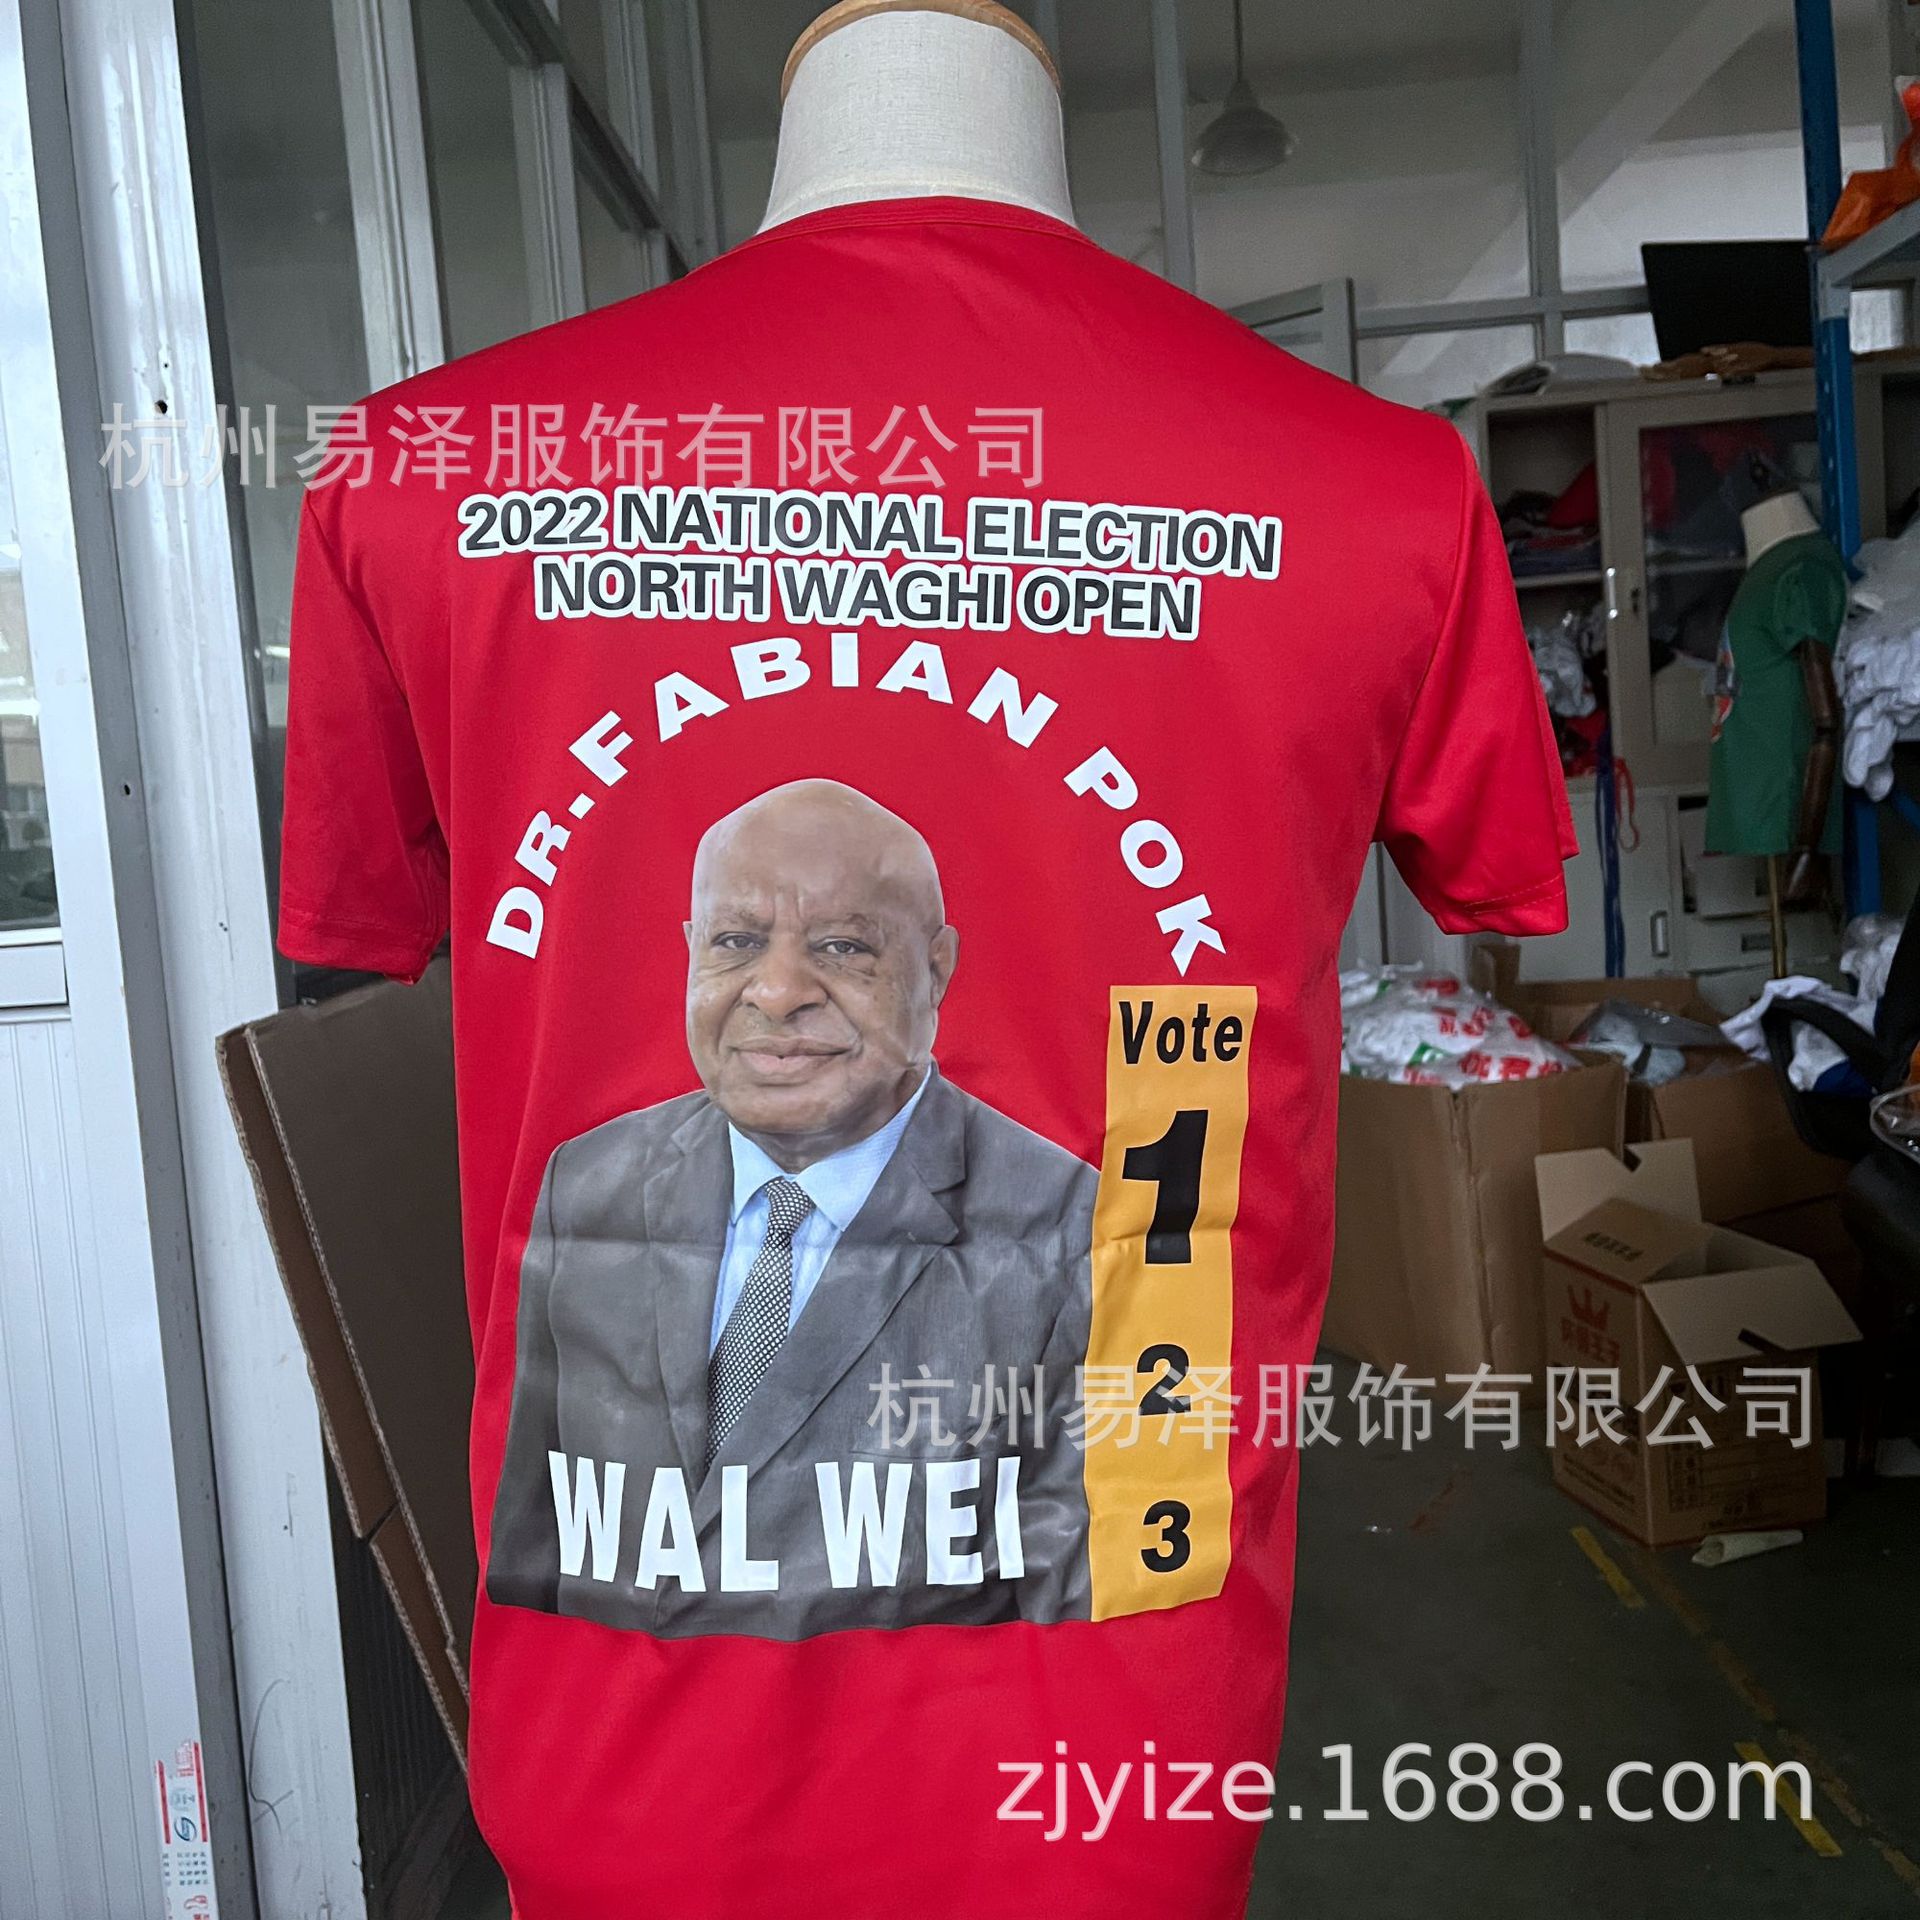 杭州易泽服饰有限公司
2022 NATIONAL ELECTION
NORTH WAGHI OPEN
DR.FABIAN POK
Vote
1
2
杭州易泽服饰有限公司
3
WAL WEI
zjyize.1688.com